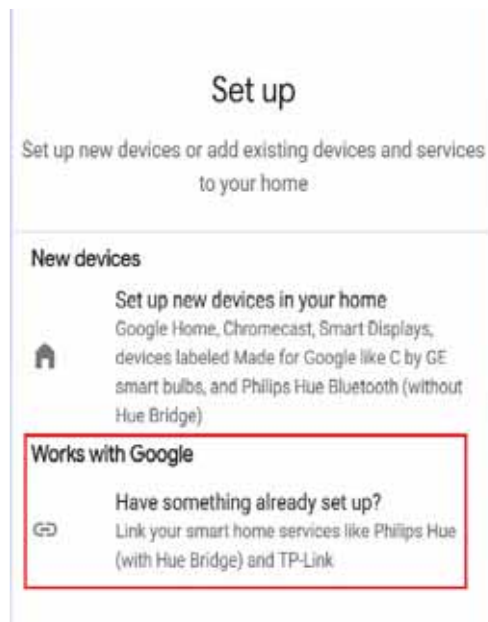 Set up
Set up new devices or add existing devices and services
to your home
New devices
Set up new devices in your home
Google Home, Chromecast, Smart Displays,
devices labeled Made for Google like C by GE
smart bulbs, and Philips Hue Bluetooth (without
Hue Bridge)
Works with Google
Have something already set up?
Link your smart home services like Philips Hue
(with Hue Bridge) and TP-Link